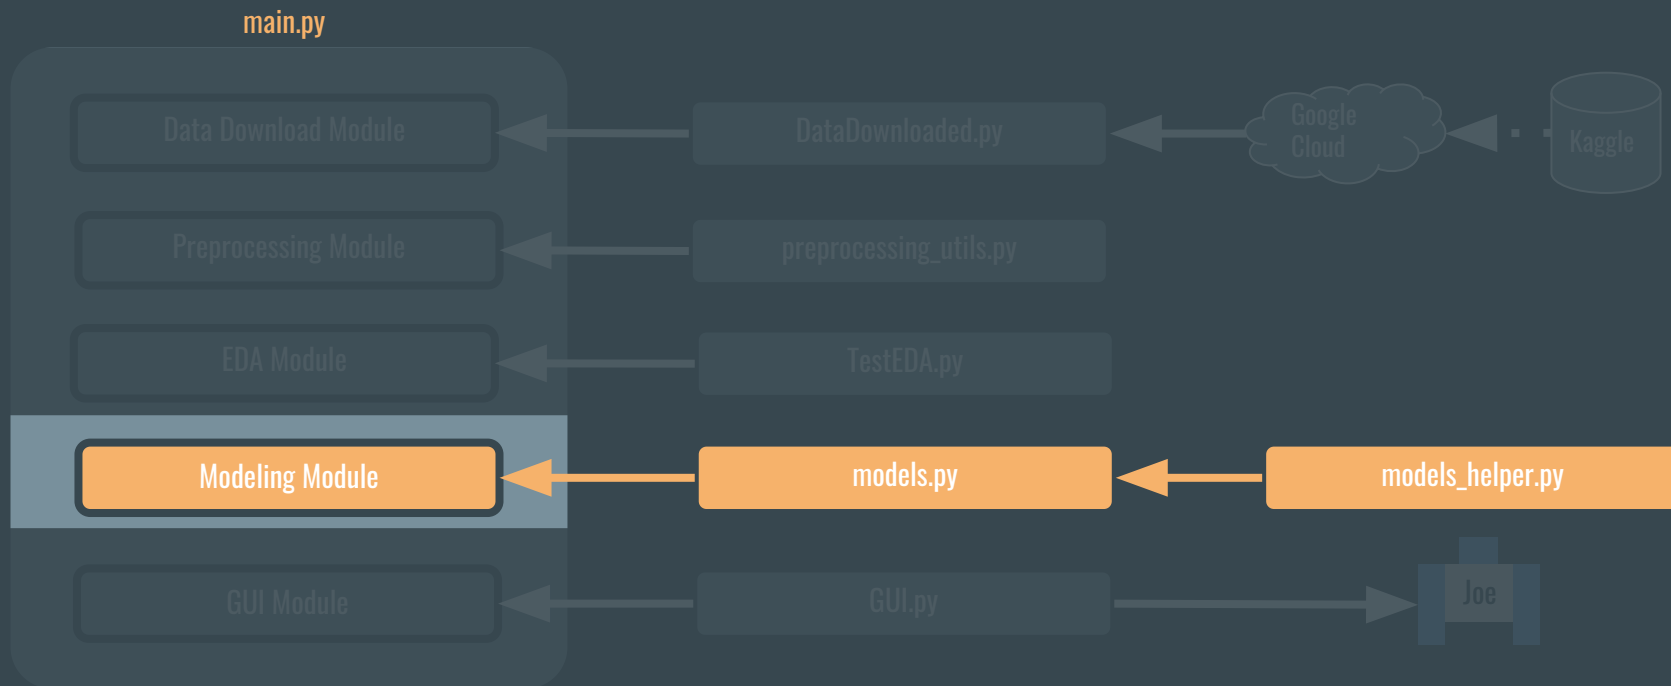 main.py
Data Download Module
DataDownloaded.py
Google
Cloud
Kaggle
Preprocessing Module
preprocessing_utils.py
EDA Module
TestEDA.py
Modeling Module
models.py
models_helper.py
GUI Module
GUI.py
Joe